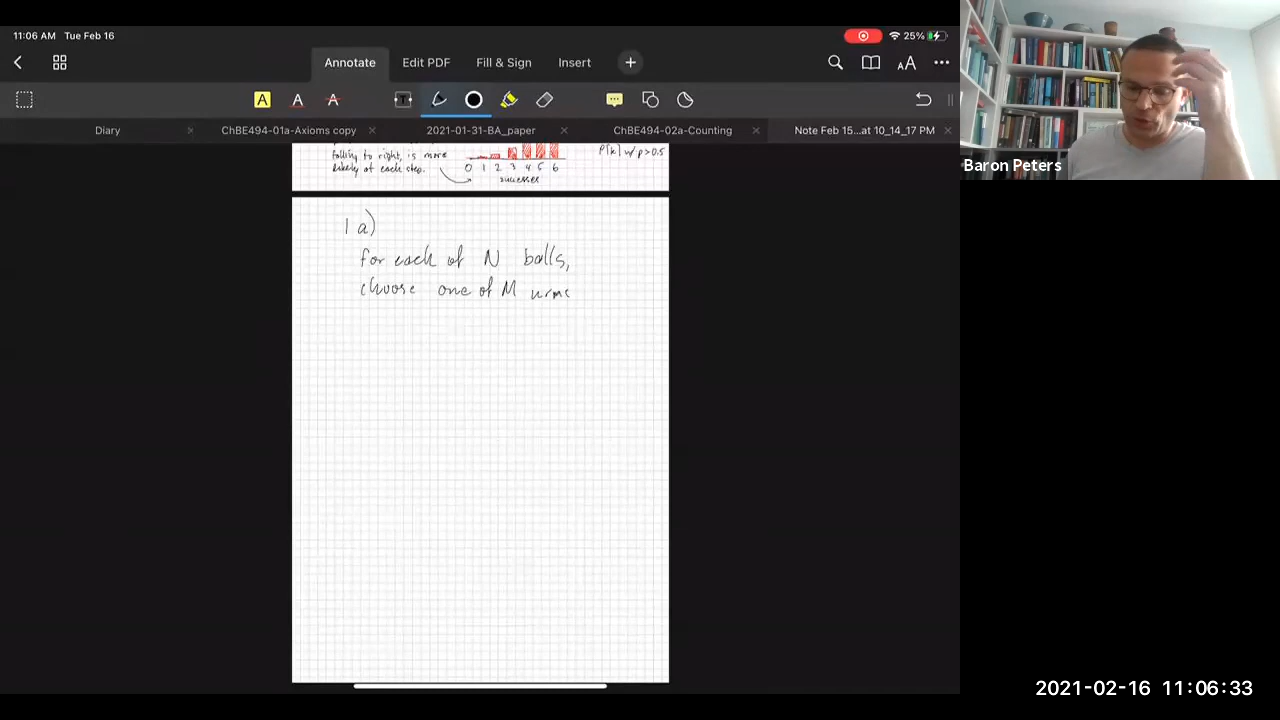 11:06 AM Tue Feb 16
25%
Annotate
Edit PDF
Fill & Sign
Insert
Diary
ChBE494-01a-Axioms copy
2021-01-31-BA_paper
ChBE494-02a-Counting
Note Feb 15...at 10_14_17 PM
falling to right, is more
likely at each step.
0 1 2 3 4 5 6
successes
P[k] w/ p>0.5
1 a)
for each of N balls,
choose one of M urns
Baron Peters
2021-02-16 11:06:33